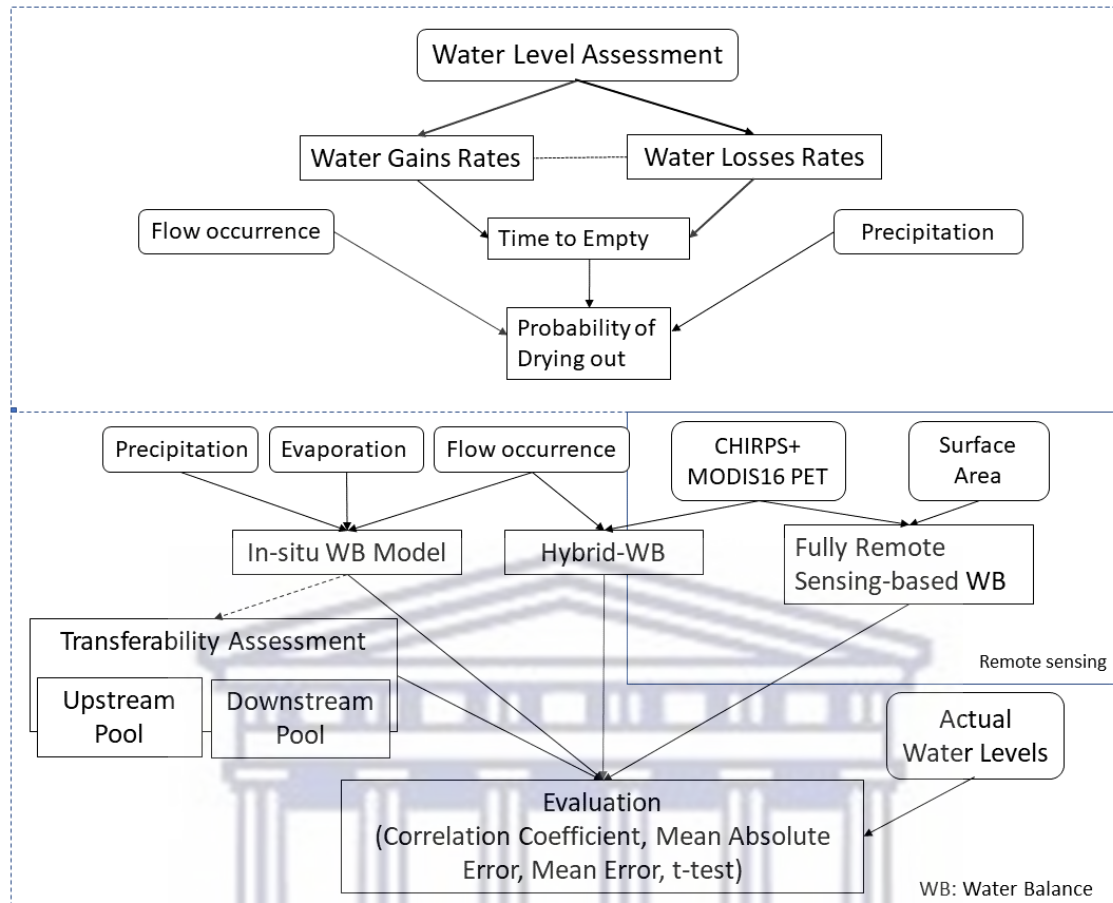 Water Level Assessment
Water Gains Rates
Water Losses Rates
Flow occurrence
Time to Empty
Precipitation
Probability of
Drying out
Precipitation
Evaporation
Flow occurrence
CHIRPS+
MODIS16 PET
Surface
Area
In-situ WB Model
Hybrid-WB
Fully Remote
Sensing-based WB
Transferability Assessment
Remote sensing
Upstream
Pool
Downstream
Pool
Actual
Water Levels
Evaluation
(Correlation Coefficient, Mean Absolute
Error, Mean Error, t-test)
WB: Water Balance